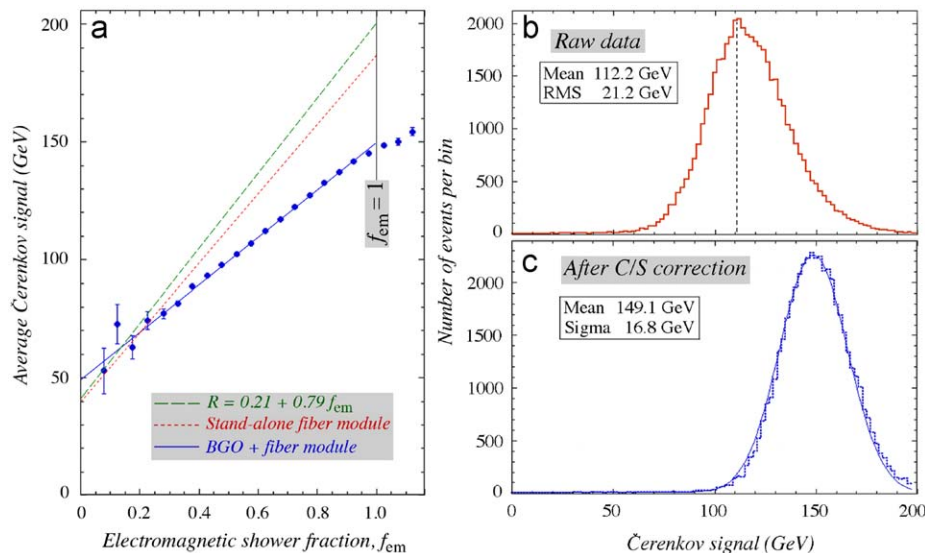 a
200
150
100
50
0
Average Čerenkov signal (GeV)
f_em = 1
R = 0.21 + 0.79 f_em
Stand-alone fiber module
BGO + fiber module
0 0.2 0.4 0.6 0.8 1.0
Electromagnetic shower fraction, f_em
b
Raw data
Mean 112.2 GeV
RMS 21.2 GeV
2000
1500
1000
500
0
Number of events per bin
c
After C/S correction
Mean 149.1 GeV
Sigma 16.8 GeV
2000
1500
1000
500
0
0 50 100 150 200
Čerenkov signal (GeV)